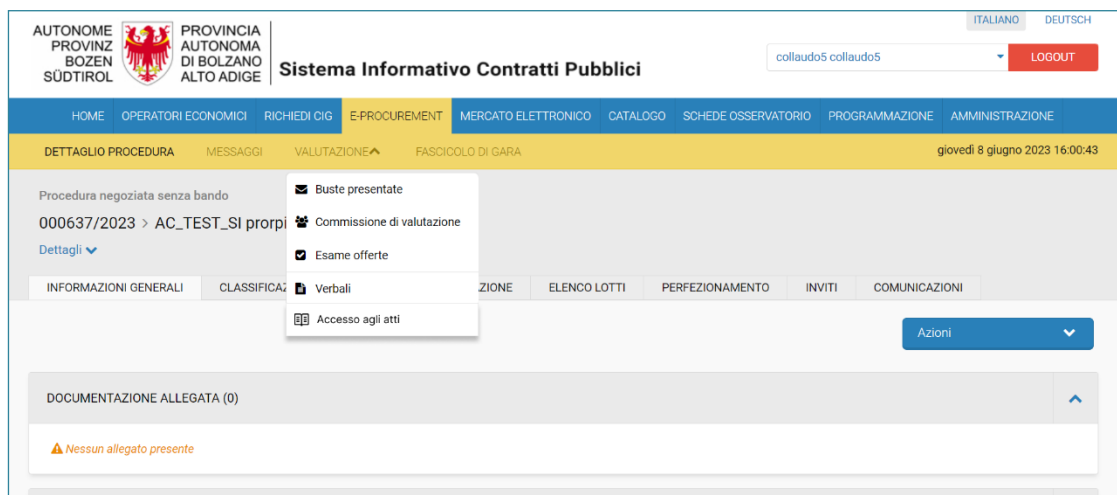 ITALIANO DEUTSCH
AUTONOME
PROVINZ
BOZEN
SÜDTIROL
PROVINCIA
AUTONOMA
DI BOLZANO
ALTO ADIGE
Sistema Informativo Contratti Pubblici
collaudo5 collaudo5
LOGOUT
HOME OPERATORI ECONOMICI RICHIEDI CIG E-PROCUREMENT MERCATO ELETTRONICO CATALOGO SCHEDE OSSERVATORIO PROGRAMMAZIONE AMMINISTRAZIONE
DETTAGLIO PROCEDURA MESSAGGI VALUTAZIONE FASCICOLO DI GARA giovedì 8 giugno 2023 16:00:43
Procedura negoziata senza bando
000637/2023 > AC_TEST_SI prorpi
Dettagli
Buste presentate
Commissione di valutazione
Esame offerte
Verbali
Accesso agli atti
INFORMAZIONI GENERALI CLASSIFICAZ ZIONE ELENCO LOTTI PERFEZIONAMENTO INVITI COMUNICAZIONI
Azioni
DOCUMENTAZIONE ALLEGATA (0)
Nessun allegato presente